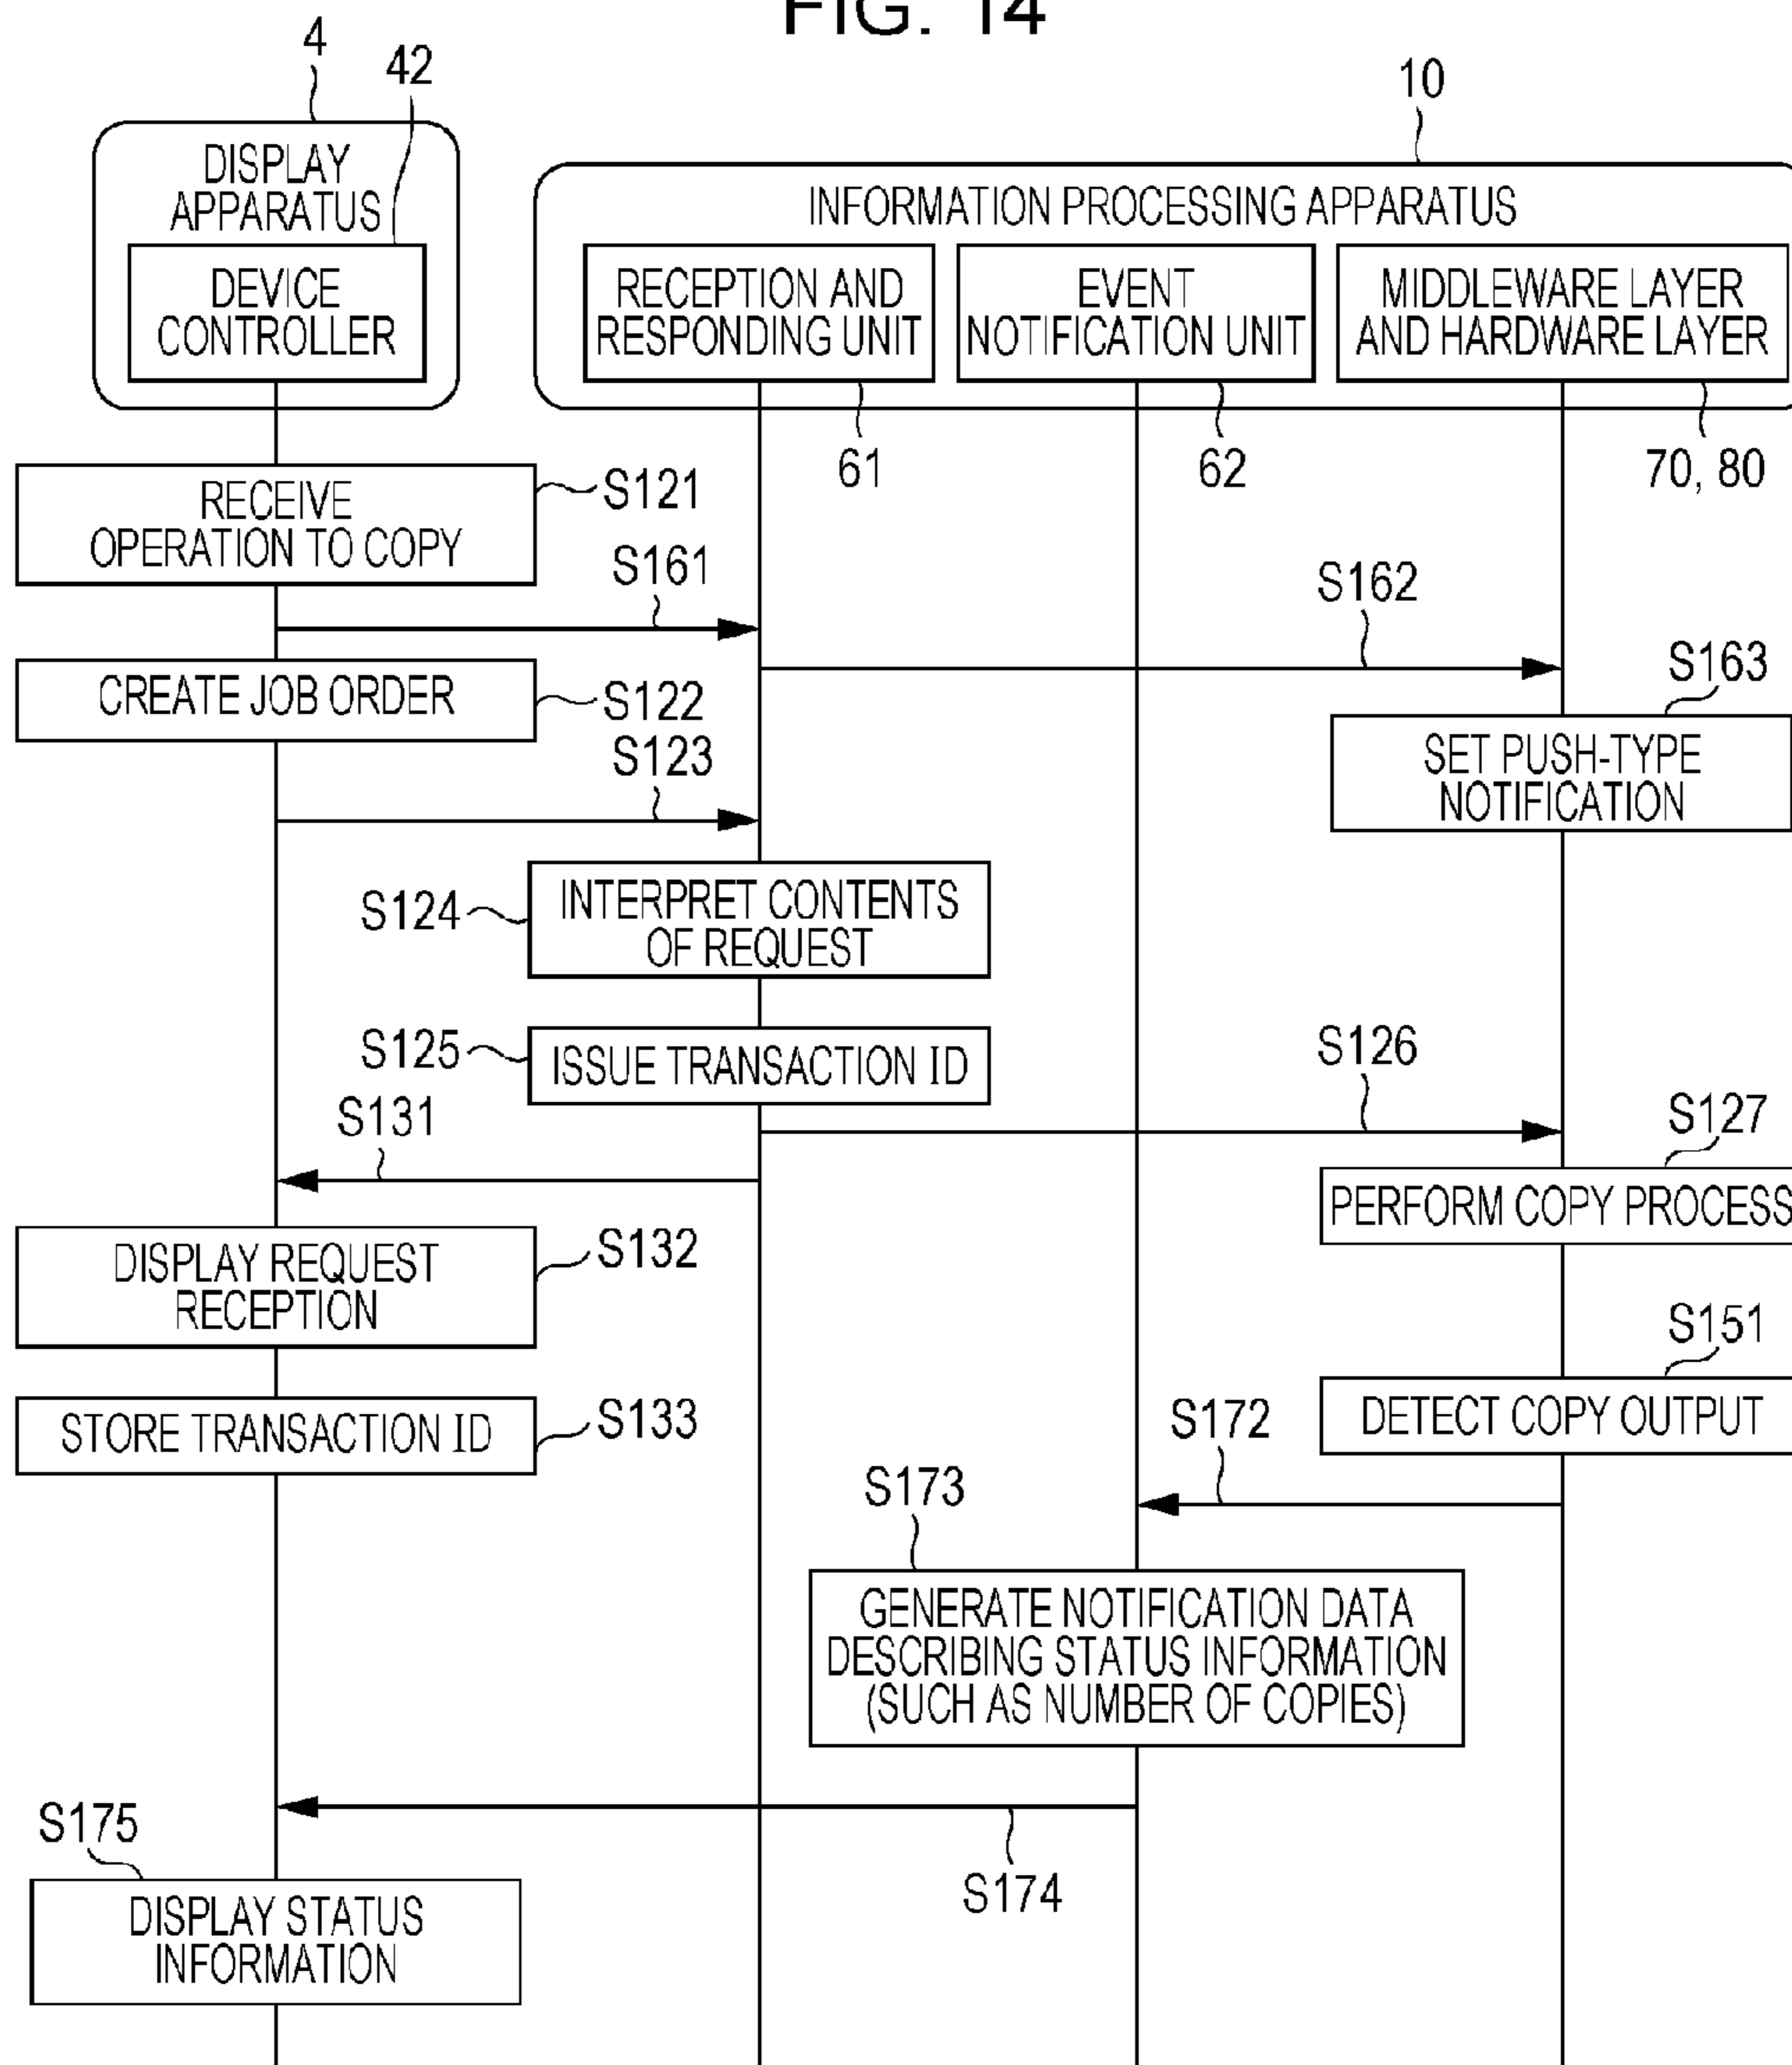 FIG. 14
4
42
10
DISPLAY
APPARATUS
INFORMATION PROCESSING APPARATUS
DEVICE
CONTROLLER
RECEPTION AND
RESPONDING UNIT
EVENT
NOTIFICATION UNIT
MIDDLEWARE LAYER
AND HARDWARE LAYER
61
62
70, 80
RECEIVE
OPERATION TO COPY
S121
S161
S162
S163
CREATE JOB ORDER
S122
S123
SET PUSH-TYPE
NOTIFICATION
S124
INTERPRET CONTENTS
OF REQUEST
S125
ISSUE TRANSACTION ID
S126
S131
S127
PERFORM COPY PROCESS
DISPLAY REQUEST
RECEPTION
S132
S151
STORE TRANSACTION ID
S133
S172
DETECT COPY OUTPUT
S173
GENERATE NOTIFICATION DATA
DESCRIBING STATUS INFORMATION
(SUCH AS NUMBER OF COPIES)
S175
S174
DISPLAY STATUS
INFORMATION